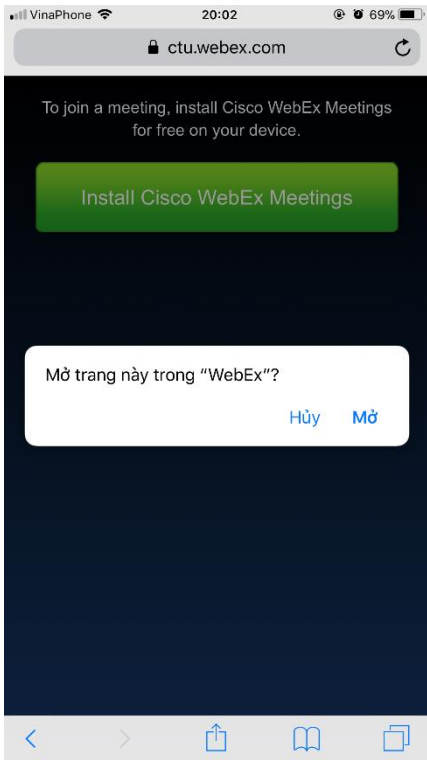 VinaPhone 20:02 69%
ctu.webex.com
To join a meeting, install Cisco WebEx Meetings
for free on your device.
Install Cisco WebEx Meetings
Mở trang này trong “WebEx”?
Hủy Mở